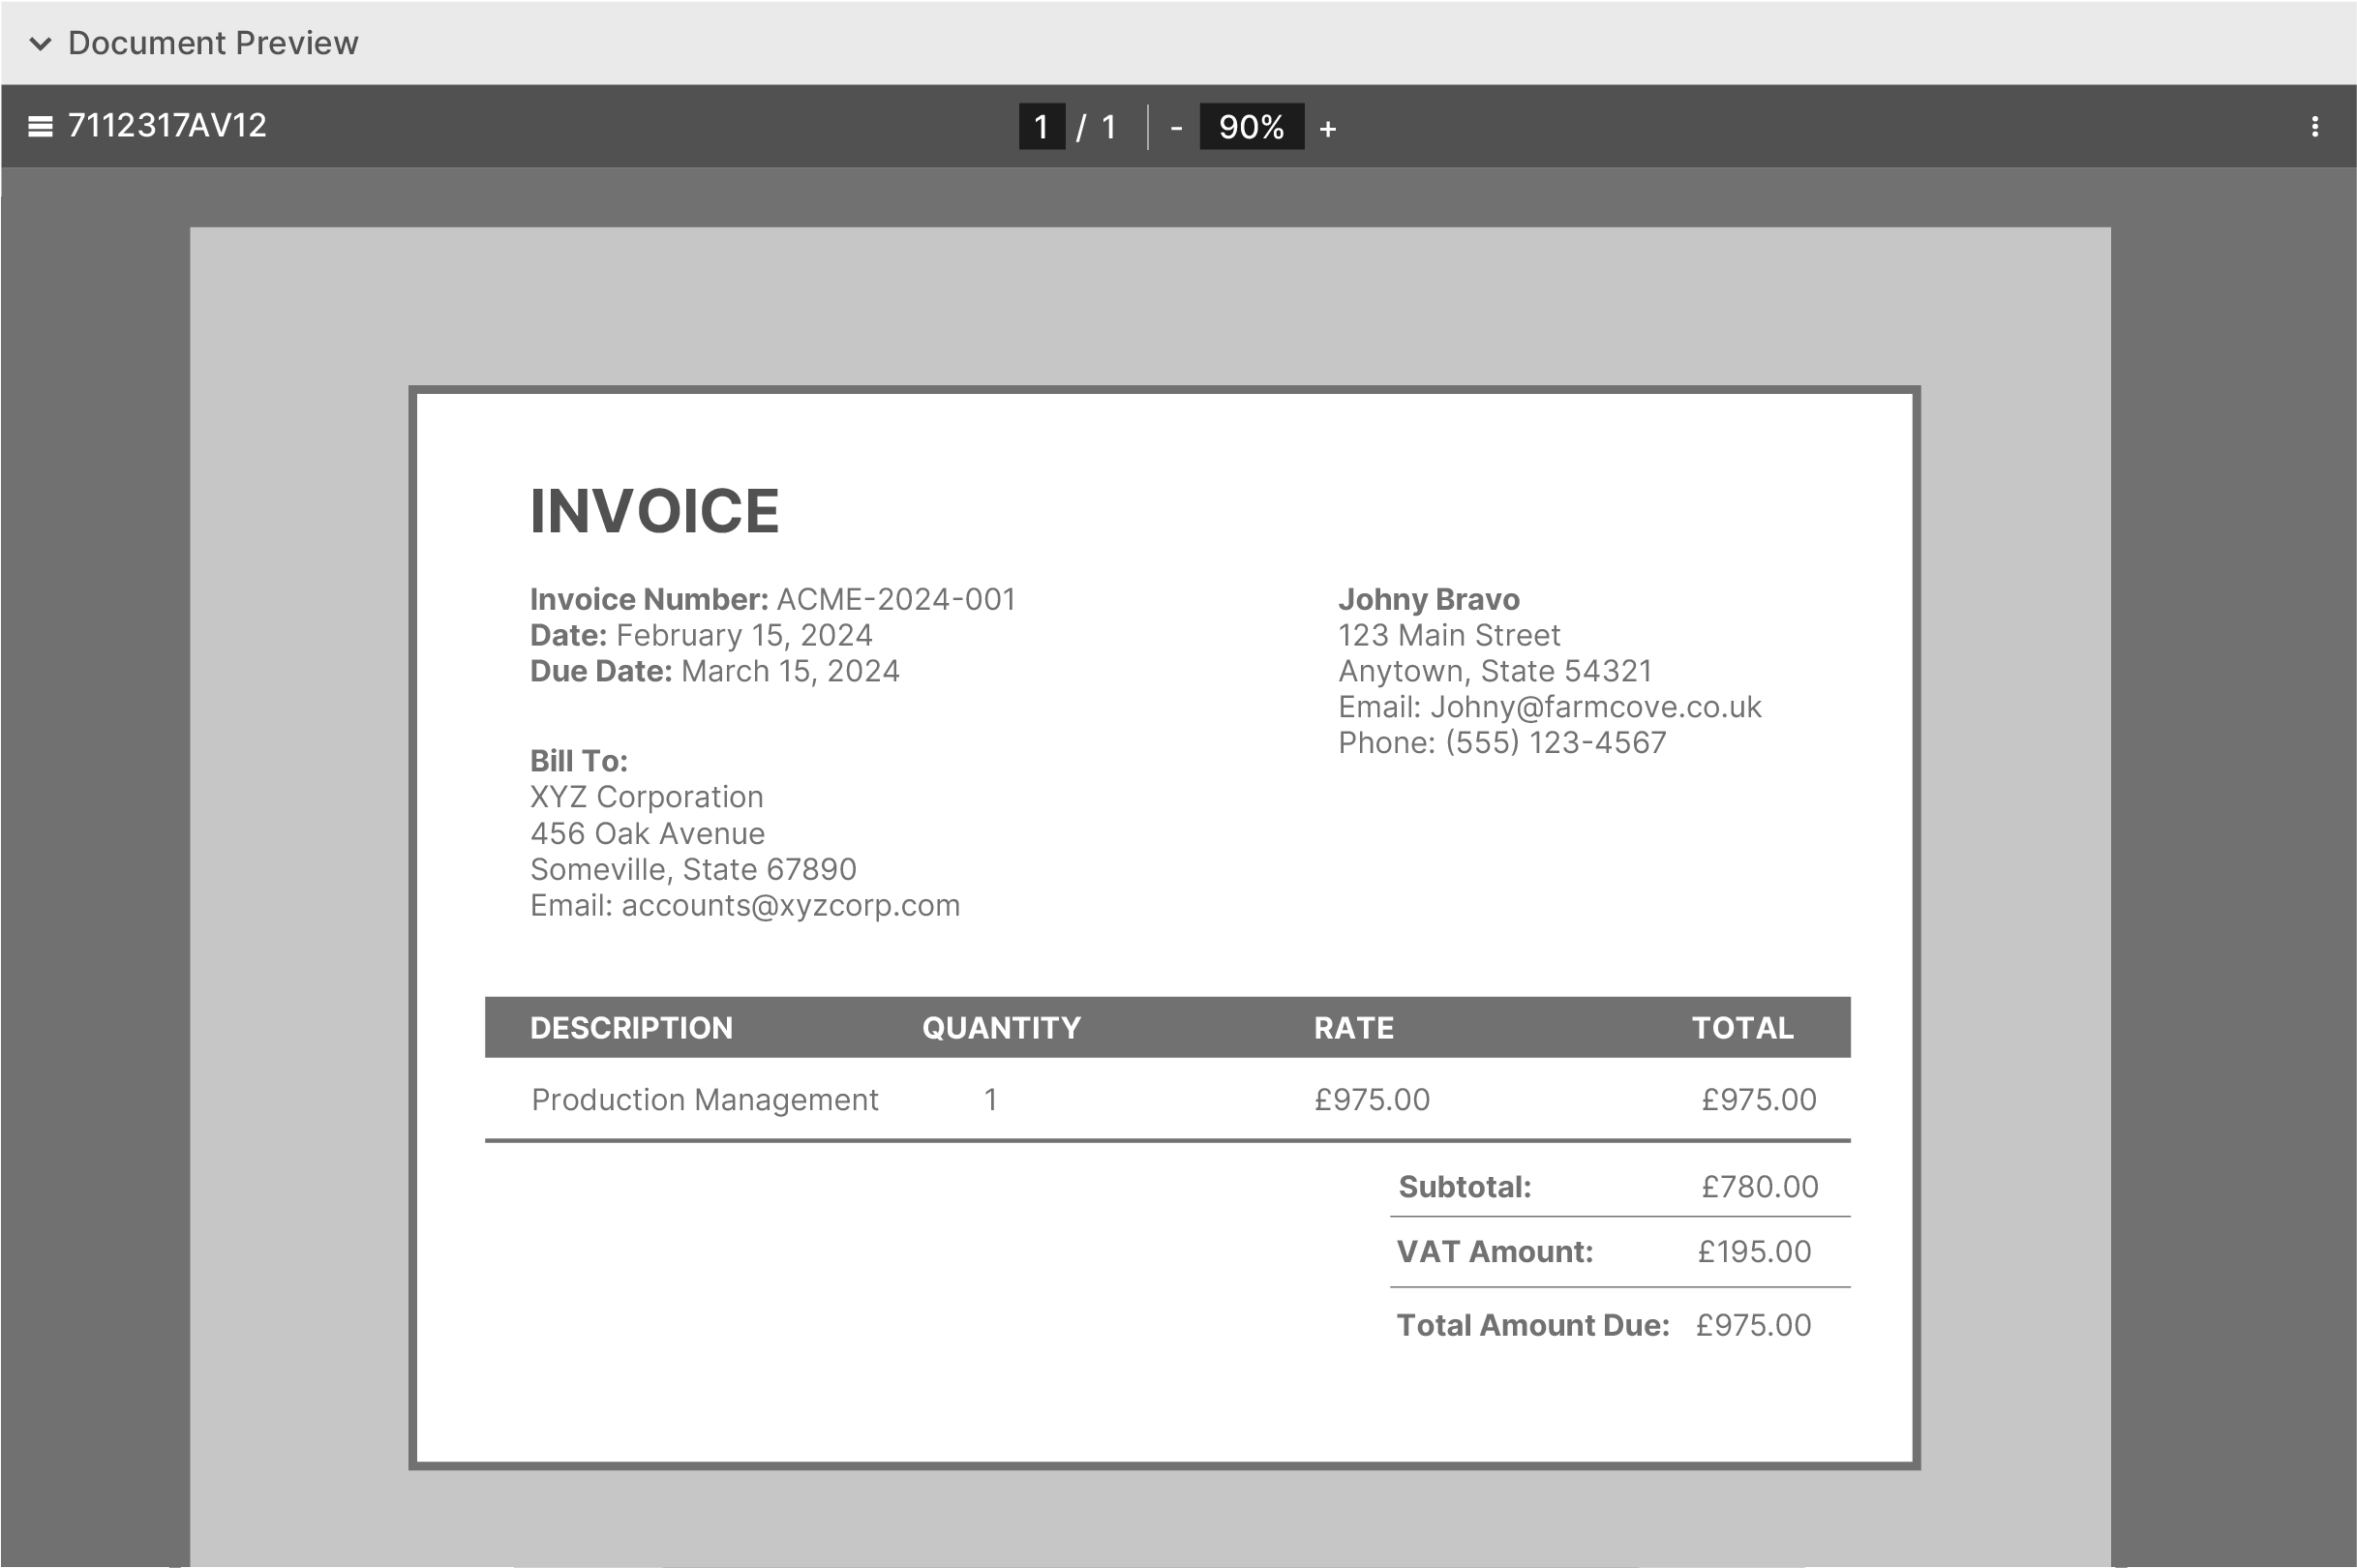 Document Preview
7112317AV12 1 / 1 - 90% +
INVOICE
Invoice Number: ACME-2024-001
Date: February 15, 2024
Due Date: March 15, 2024
Johny Bravo
123 Main Street
Anytown, State 54321
Email: Johny@farmcove.co.uk
Phone: (555) 123-4567
Bill To:
XYZ Corporation
456 Oak Avenue
Someville, State 67890
Email: accounts@xyzcorp.com
DESCRIPTION QUANTITY RATE TOTAL
Production Management 1 £975.00 £975.00
Subtotal: £780.00
VAT Amount: £195.00
Total Amount Due: £975.00